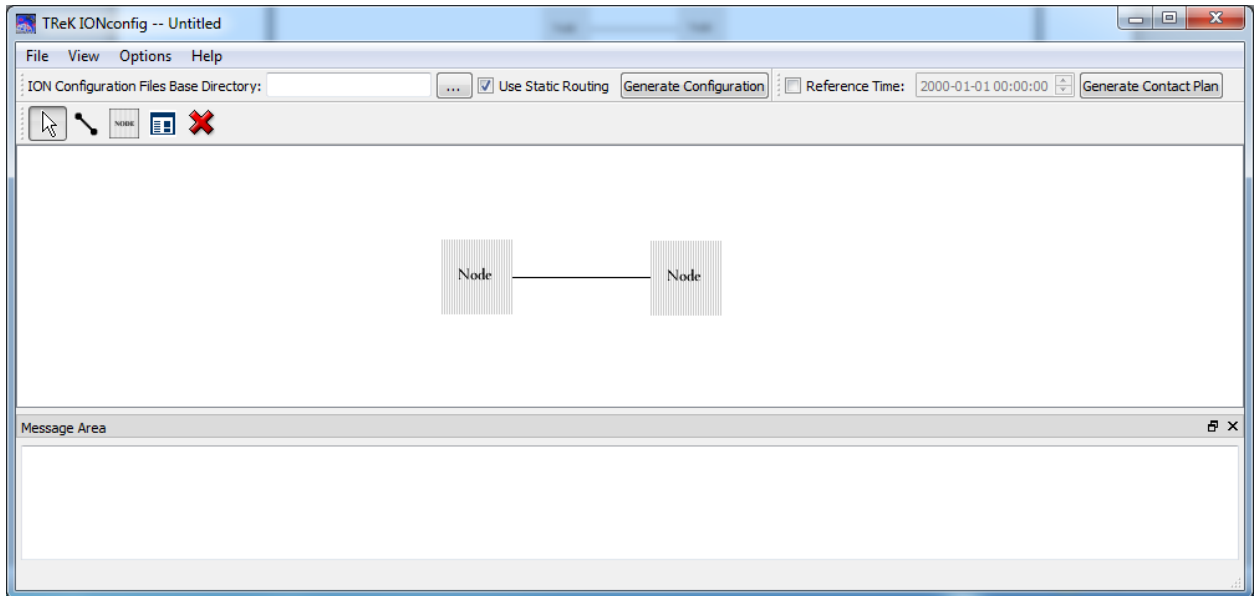 TReK IONconfig -- Untitled
File View Options Help
ION Configuration Files Base Directory: ... Use Static Routing Generate Configuration Reference Time: 2000-01-01 00:00:00 Generate Contact Plan
NODE
Node Node
Message Area